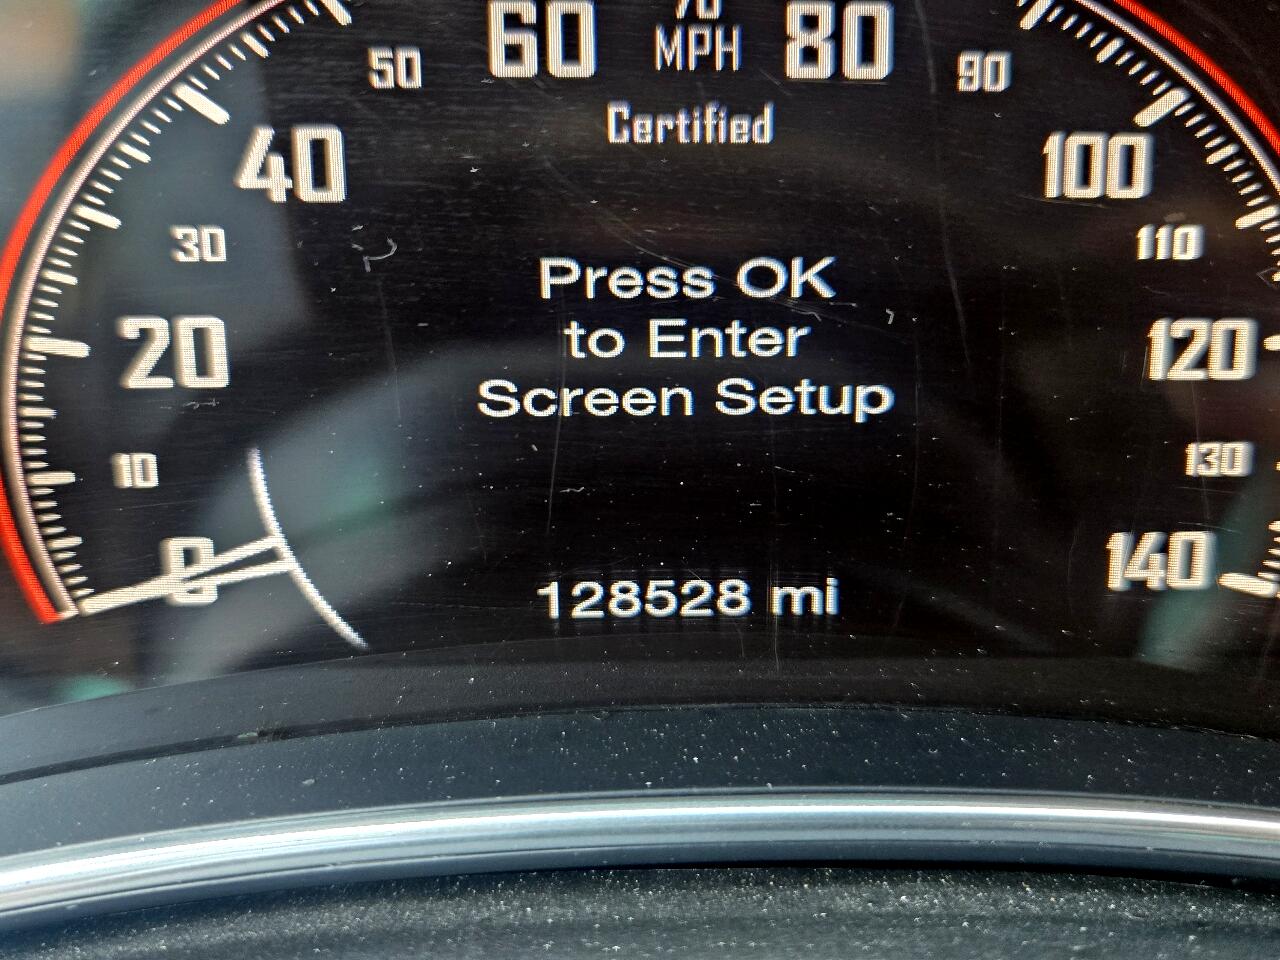 50 60 70 80 90
MPH
Certified
40 100
30 110
Press OK
to Enter
Screen Setup
20 120
10 130
0 140
128528 mi